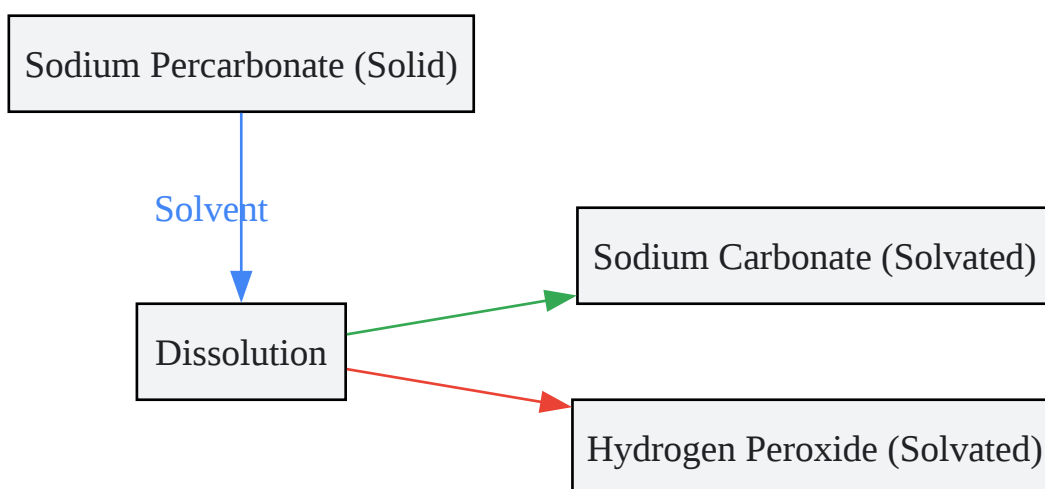 Sodium Percarbonate (Solid)
Solvent
Sodium Carbonate (Solvated)
Dissolution
Hydrogen Peroxide (Solvated)